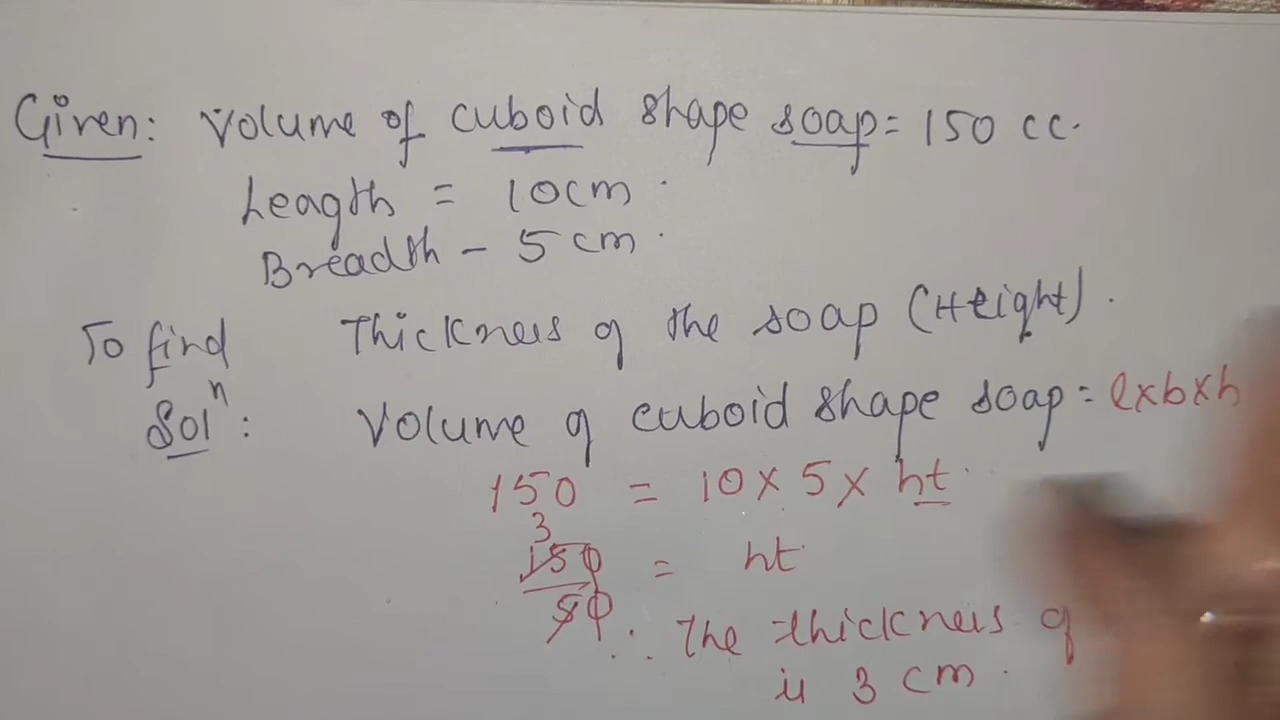 Given: Volume of cuboid shape soap = 150 cc.
Length = 10cm.
Breadth - 5 cm.
To find Thickness of the soap (Height).
Solⁿ: Volume of cuboid shape soap = l×b×h
150 = 10 × 5 × ht.
3
150 = ht
50
∴ The thickness of
is 3 cm.